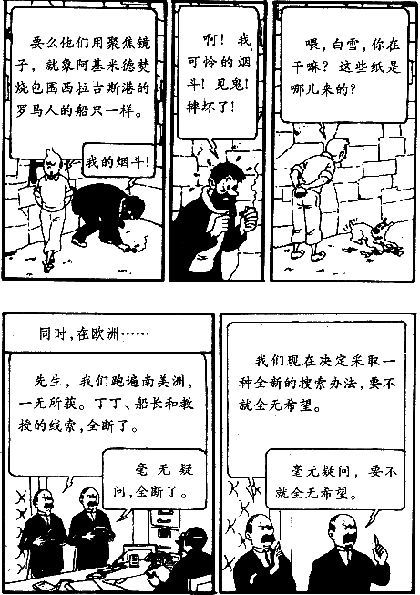 要么他们用聚焦镜
子，就象阿基米德焚
烧包围西拉古斯港的
罗马人的船只一样。
我的烟斗！
啊！我
可怜的烟
斗！见鬼！
摔坏了！
喂，白雪，你在
干嘛？这些纸是
哪儿来的？
同时，在欧洲……
先生，我们跑遍南美洲，
一无所获。丁丁、船长和教
授的线索，全断了。
毫无疑
问，全断了。
我们现在决定采取一
种全新的搜索办法，要不
就全无希望。
毫无疑问，要不
就全无希望。